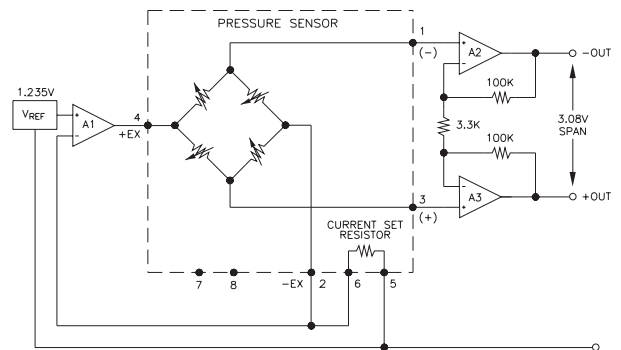 PRESSURE SENSOR
1
(-)
A2
+
-
-OUT
1.235V
VREF
+
-
A1
4
+EX
100K
3.3K
100K
3.08V
SPAN
3
(+)
-
+
A3
+OUT
CURRENT SET
RESISTOR
7
8
-EX
2
6
5